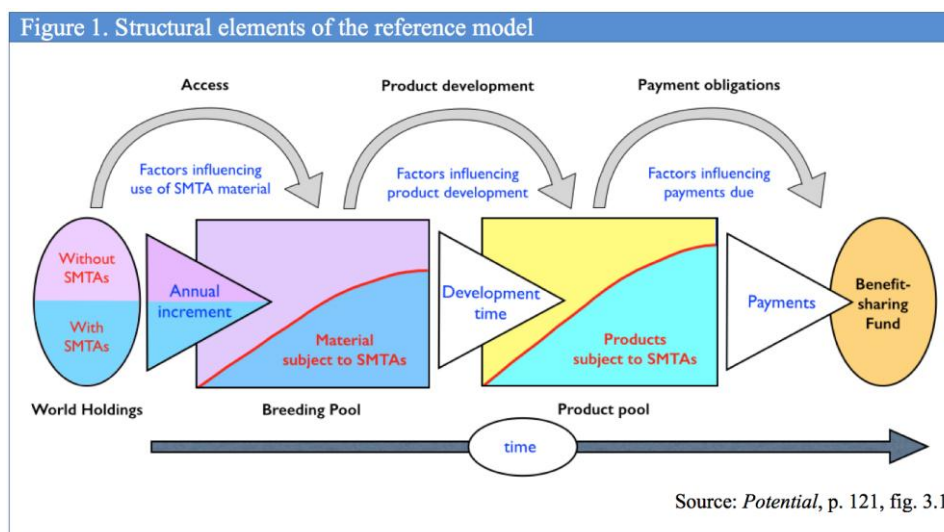 Figure 1. Structural elements of the reference model
Access
Product development
Payment obligations
Factors influencing
use of SMTA material
Factors influencing
product development
Factors influencing
payments due
Without
SMTAs
With
SMTAs
Annual
increment
Material
subject to SMTAs
Development
time
Products
subject to SMTAs
Payments
Benefit-
sharing
Fund
World Holdings
Breeding Pool
Product pool
time
Source: Potential, p. 121, fig. 3.1